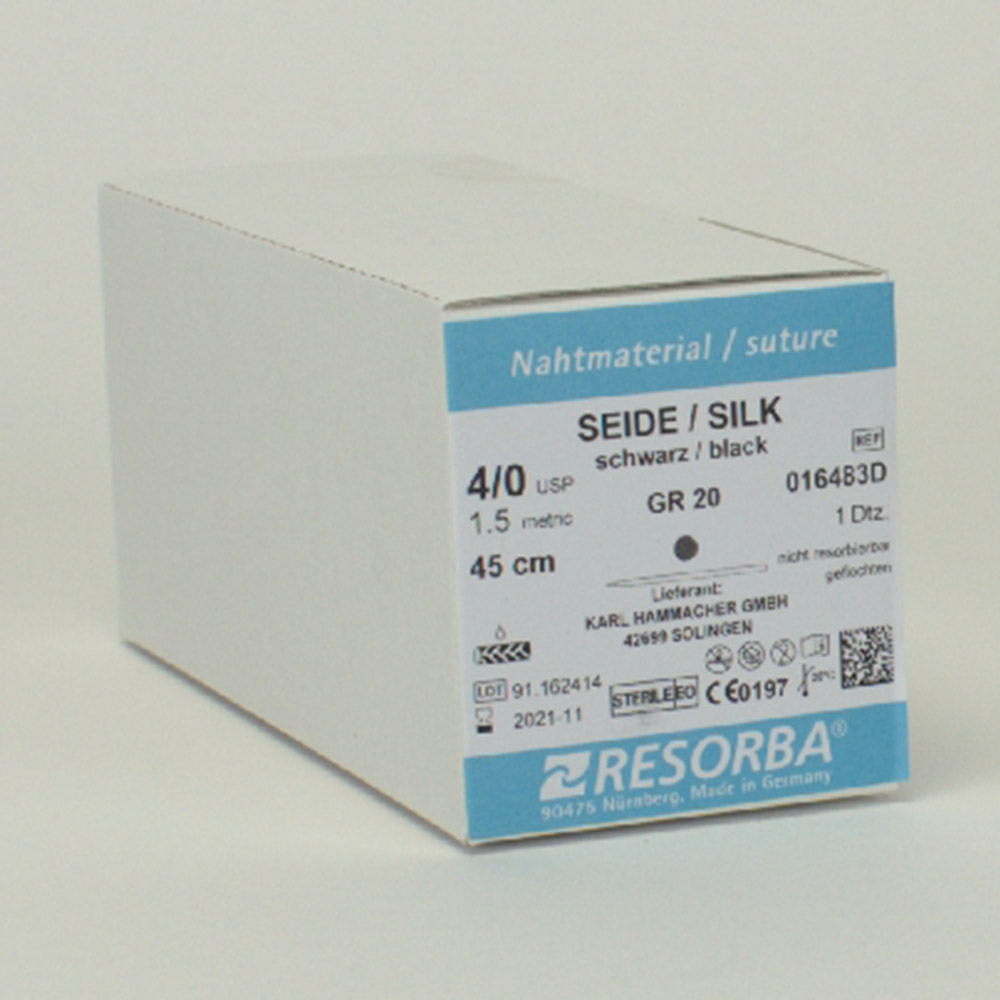 Nahtmaterial / suture
SEIDE / SILK
schwarz / black
REF
4/0 USP
GR 20
016483D
1.5 metric
1 Dtz.
45 cm
nicht resorbierbar
geflochten
Lieferant:
KARL HAMMACHER GMBH
42699 SOLINGEN
LOT 91.162414
STERILE EO
CE0197
2021-11
RESORBA®
90475 Nürnberg, Made in Germany